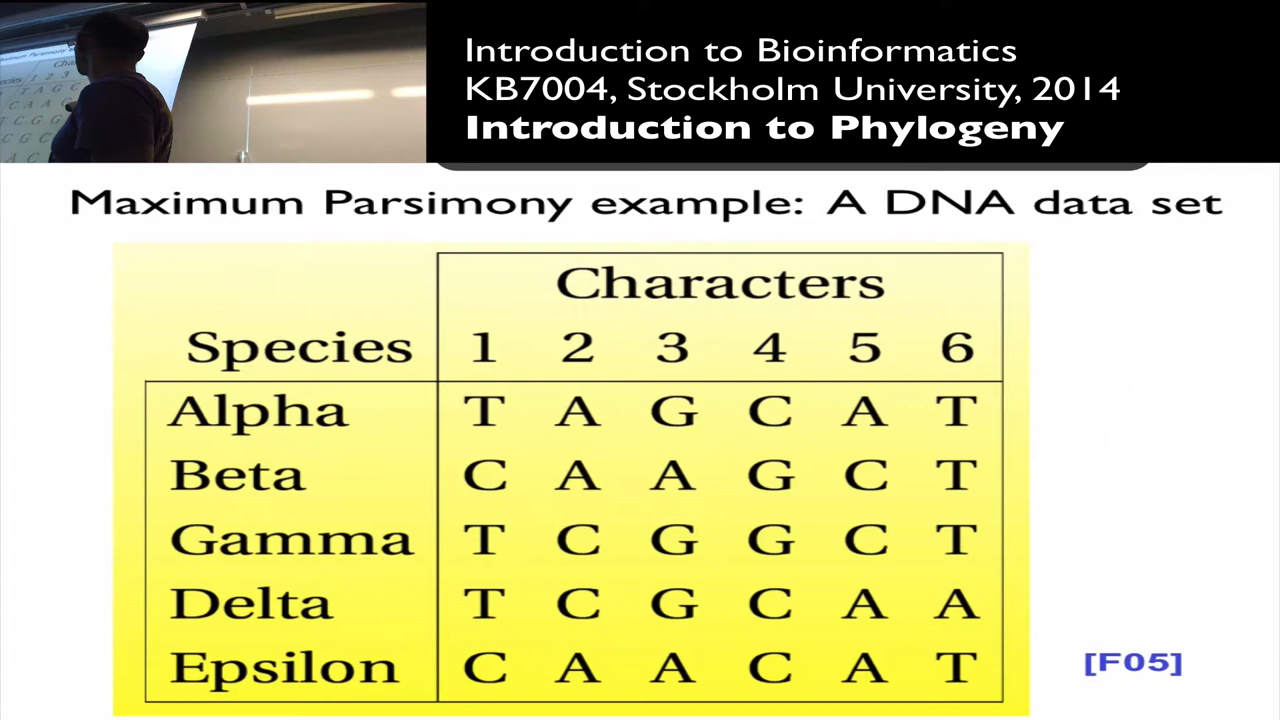 Introduction to Bioinformatics
KB7004, Stockholm University, 2014
Introduction to Phylogeny
Maximum Parsimony example: A DNA data set
Characters
Species 1 2 3 4 5 6
Alpha T A G C A T
Beta C A A G C T
Gamma T C G G C T
Delta T C G C A A
Epsilon C A A C A T
[F05]